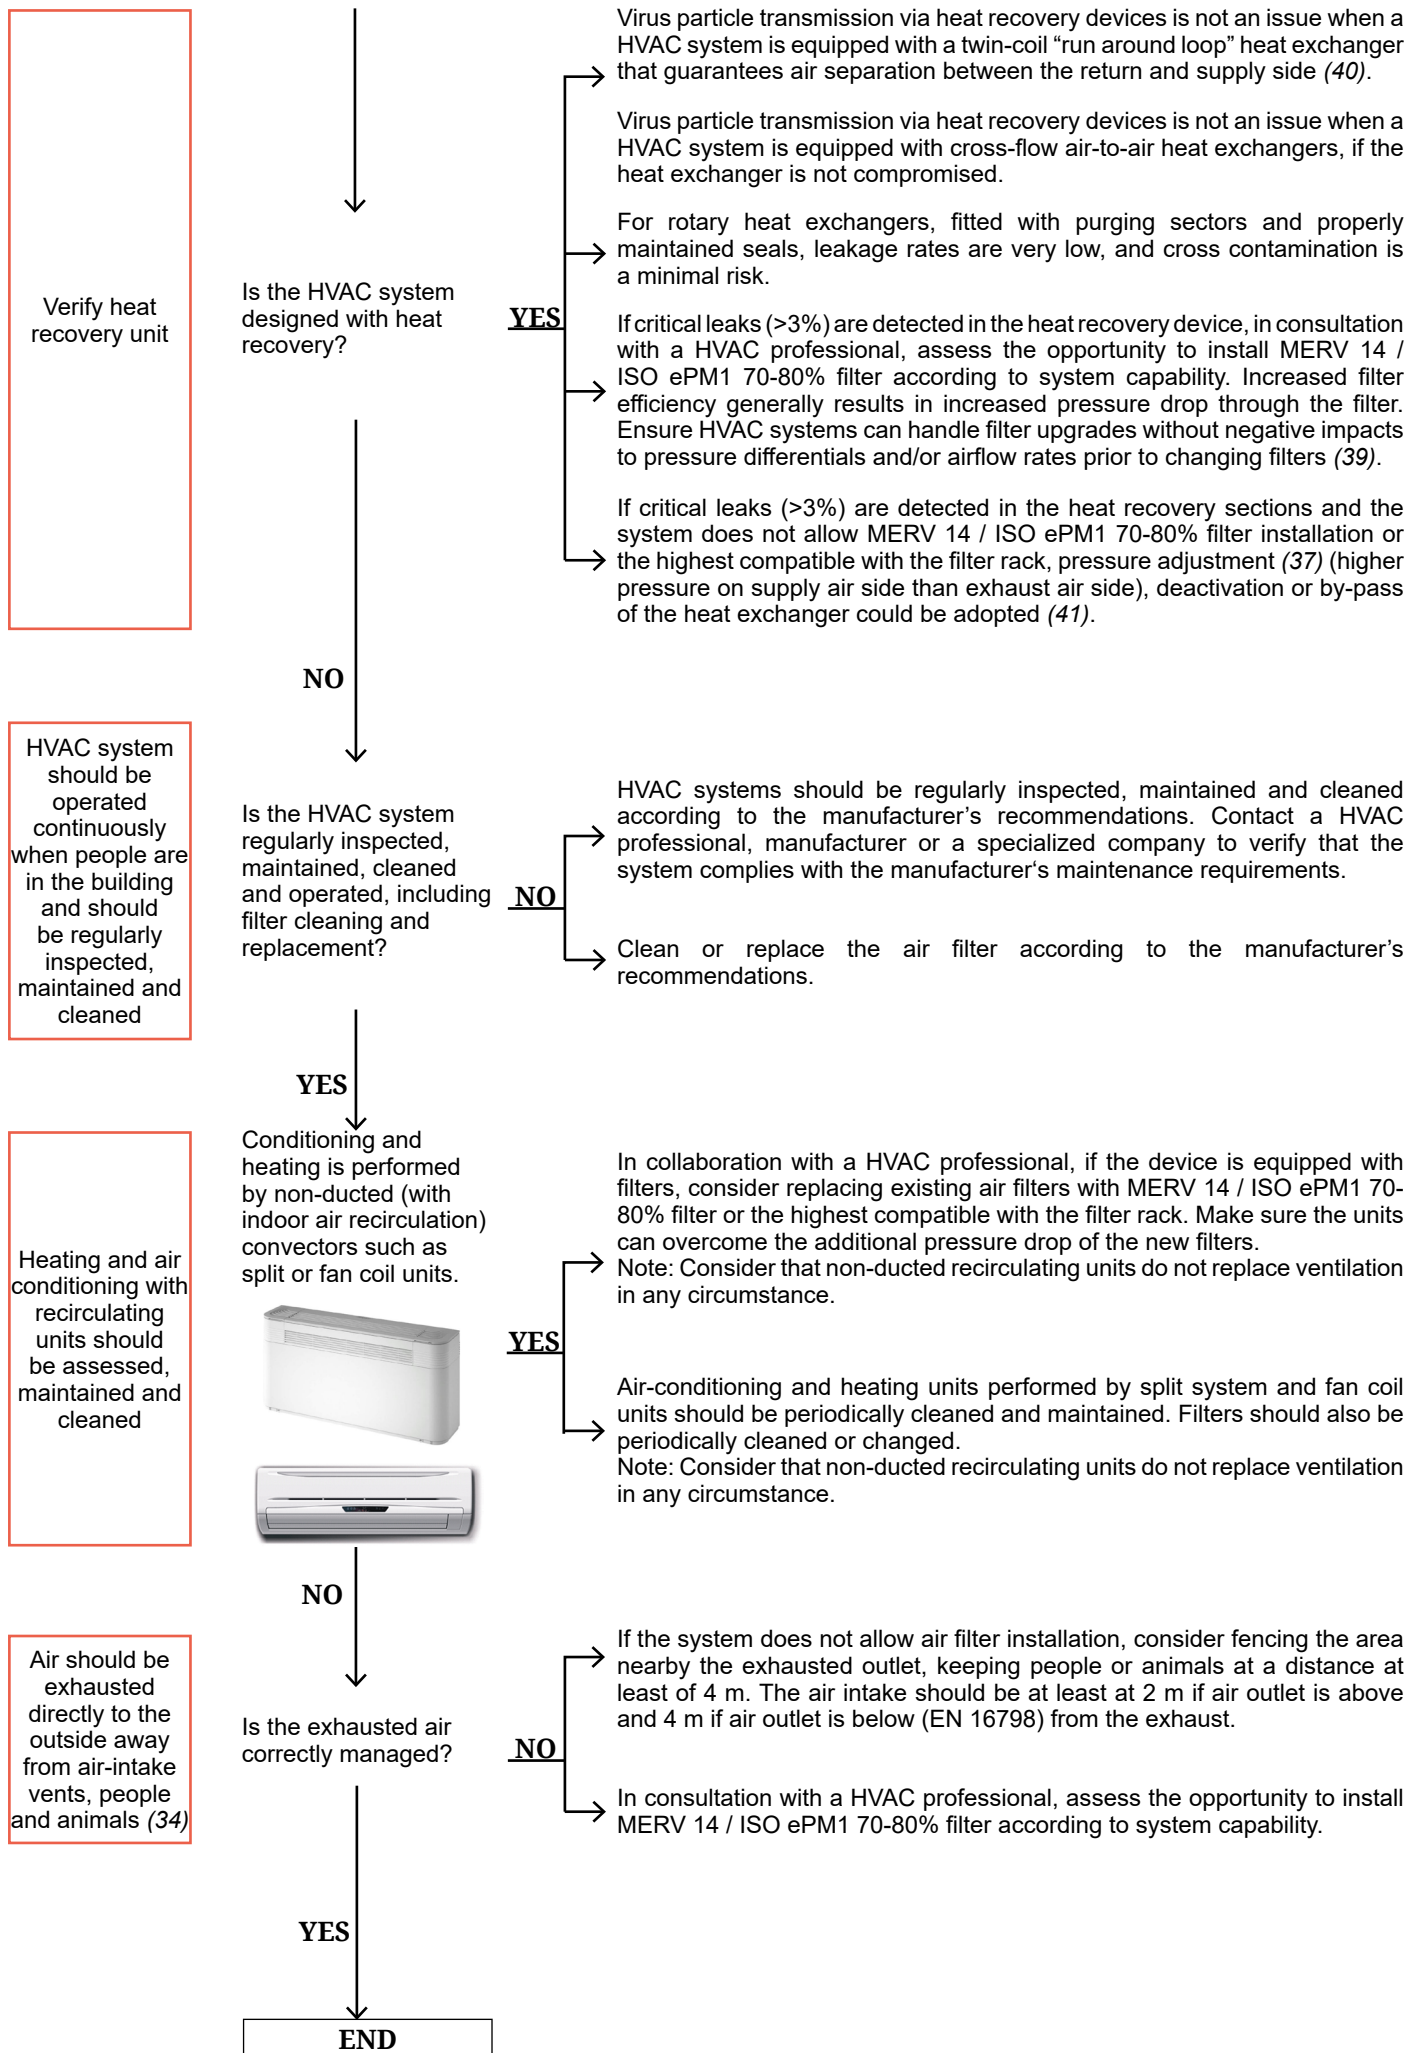 Verify heat
recovery unit
Is the HVAC system
designed with heat
recovery?
YES
Virus particle transmission via heat recovery devices is not an issue when a
HVAC system is equipped with a twin-coil “run around loop” heat exchanger
that guarantees air separation between the return and supply side (40).
Virus particle transmission via heat recovery devices is not an issue when a
HVAC system is equipped with cross-flow air-to-air heat exchangers, if the
heat exchanger is not compromised.
For rotary heat exchangers, fitted with purging sectors and properly
maintained seals, leakage rates are very low, and cross contamination is
a minimal risk.
If critical leaks (>3%) are detected in the heat recovery device, in consultation
with a HVAC professional, assess the opportunity to install MERV 14 /
ISO ePM1 70-80% filter according to system capability. Increased filter
efficiency generally results in increased pressure drop through the filter.
Ensure HVAC systems can handle filter upgrades without negative impacts
to pressure differentials and/or airflow rates prior to changing filters (39).
If critical leaks (>3%) are detected in the heat recovery sections and the
system does not allow MERV 14 / ISO ePM1 70-80% filter installation or
the highest compatible with the filter rack, pressure adjustment (37) (higher
pressure on supply air side than exhaust air side), deactivation or by-pass
of the heat exchanger could be adopted (41).
NO
HVAC system
should be
operated
continuously
when people are
in the building
and should
be regularly
inspected,
maintained and
cleaned
Is the HVAC system
regularly inspected,
maintained, cleaned
and operated, including
filter cleaning and
replacement?
NO
HVAC systems should be regularly inspected, maintained and cleaned
according to the manufacturer’s recommendations. Contact a HVAC
professional, manufacturer or a specialized company to verify that the
system complies with the manufacturer‘s maintenance requirements.
Clean or replace the air filter according to the manufacturer’s
recommendations.
YES
Heating and air
conditioning with
recirculating
units should
be assessed,
maintained and
cleaned
Conditioning and
heating is performed
by non-ducted (with
indoor air recirculation)
convectors such as
split or fan coil units.
YES
In collaboration with a HVAC professional, if the device is equipped with
filters, consider replacing existing air filters with MERV 14 / ISO ePM1 70-
80% filter or the highest compatible with the filter rack. Make sure the units
can overcome the additional pressure drop of the new filters.
Note: Consider that non-ducted recirculating units do not replace ventilation
in any circumstance.
Air-conditioning and heating units performed by split system and fan coil
units should be periodically cleaned and maintained. Filters should also be
periodically cleaned or changed.
Note: Consider that non-ducted recirculating units do not replace ventilation
in any circumstance.
NO
Air should be
exhausted
directly to the
outside away
from air-intake
vents, people
and animals (34)
Is the exhausted air
correctly managed?
NO
If the system does not allow air filter installation, consider fencing the area
nearby the exhausted outlet, keeping people or animals at a distance at
least of 4 m. The air intake should be at least at 2 m if air outlet is above
and 4 m if air outlet is below (EN 16798) from the exhaust.
In consultation with a HVAC professional, assess the opportunity to install
MERV 14 / ISO ePM1 70-80% filter according to system capability.
YES
END